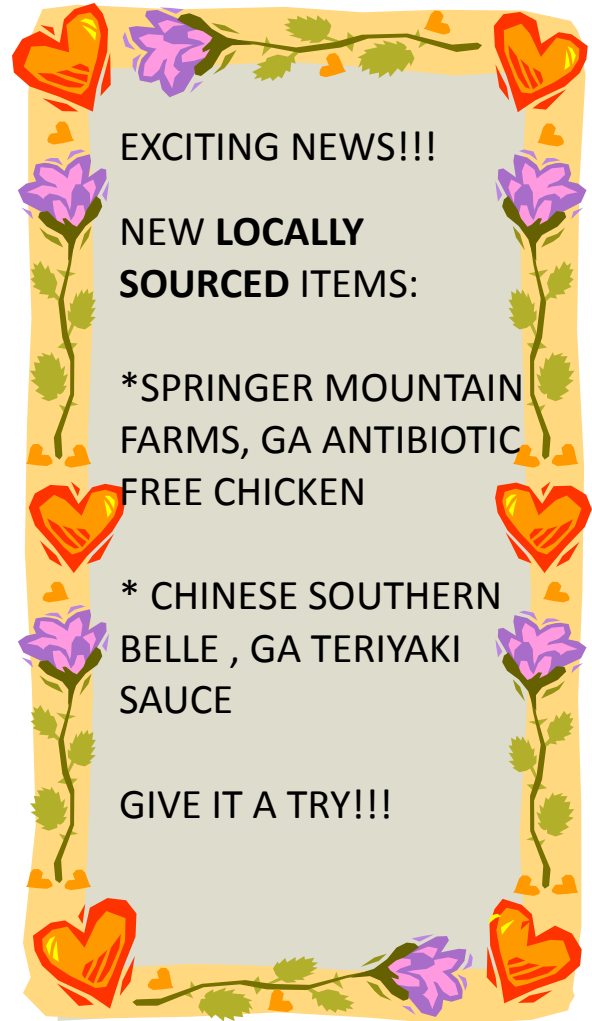 EXCITING NEWS!!!
NEW LOCALLY
SOURCED ITEMS:
*SPRINGER MOUNTAIN
FARMS, GA ANTIBIOTIC
FREE CHICKEN
* CHINESE SOUTHERN
BELLE , GA TERIYAKI
SAUCE
GIVE IT A TRY!!!